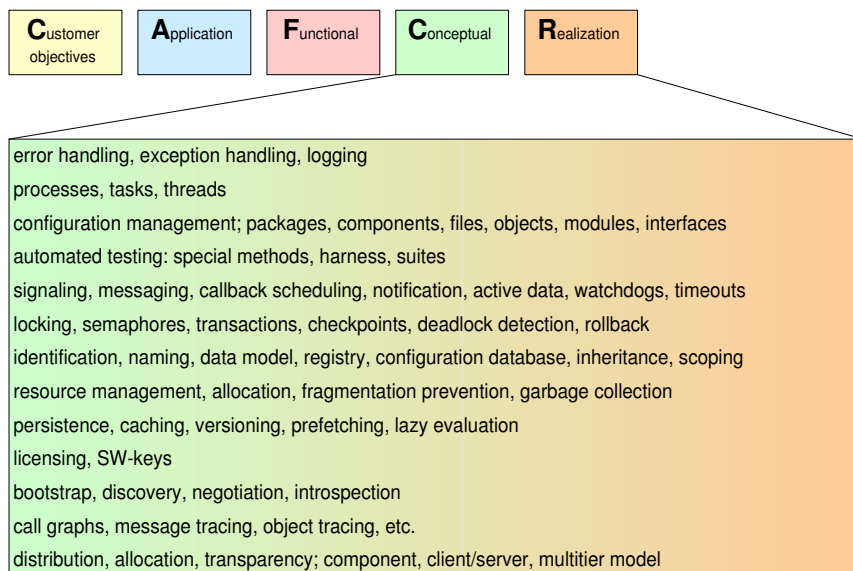 Customer objectives
Application
Functional
Conceptual
Realization
error handling, exception handling, logging
processes, tasks, threads
configuration management; packages, components, files, objects, modules, interfaces
automated testing: special methods, harness, suites
signaling, messaging, callback scheduling, notification, active data, watchdogs, timeouts
locking, semaphores, transactions, checkpoints, deadlock detection, rollback
identification, naming, data model, registry, configuration database, inheritance, scoping
resource management, allocation, fragmentation prevention, garbage collection
persistence, caching, versioning, prefetching, lazy evaluation
licensing, SW-keys
bootstrap, discovery, negotiation, introspection
call graphs, message tracing, object tracing, etc.
distribution, allocation, transparency; component, client/server, multitier model